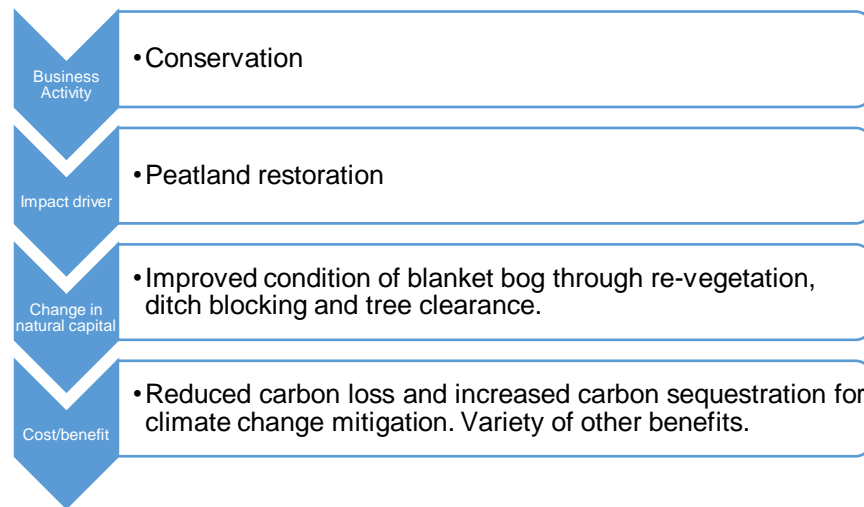 Business
Activity
•Conservation
Impact driver
•Peatland restoration
Change in
natural capital
•Improved condition of blanket bog through re-vegetation,
ditch blocking and tree clearance.
Cost/benefit
•Reduced carbon loss and increased carbon sequestration for
climate change mitigation. Variety of other benefits.